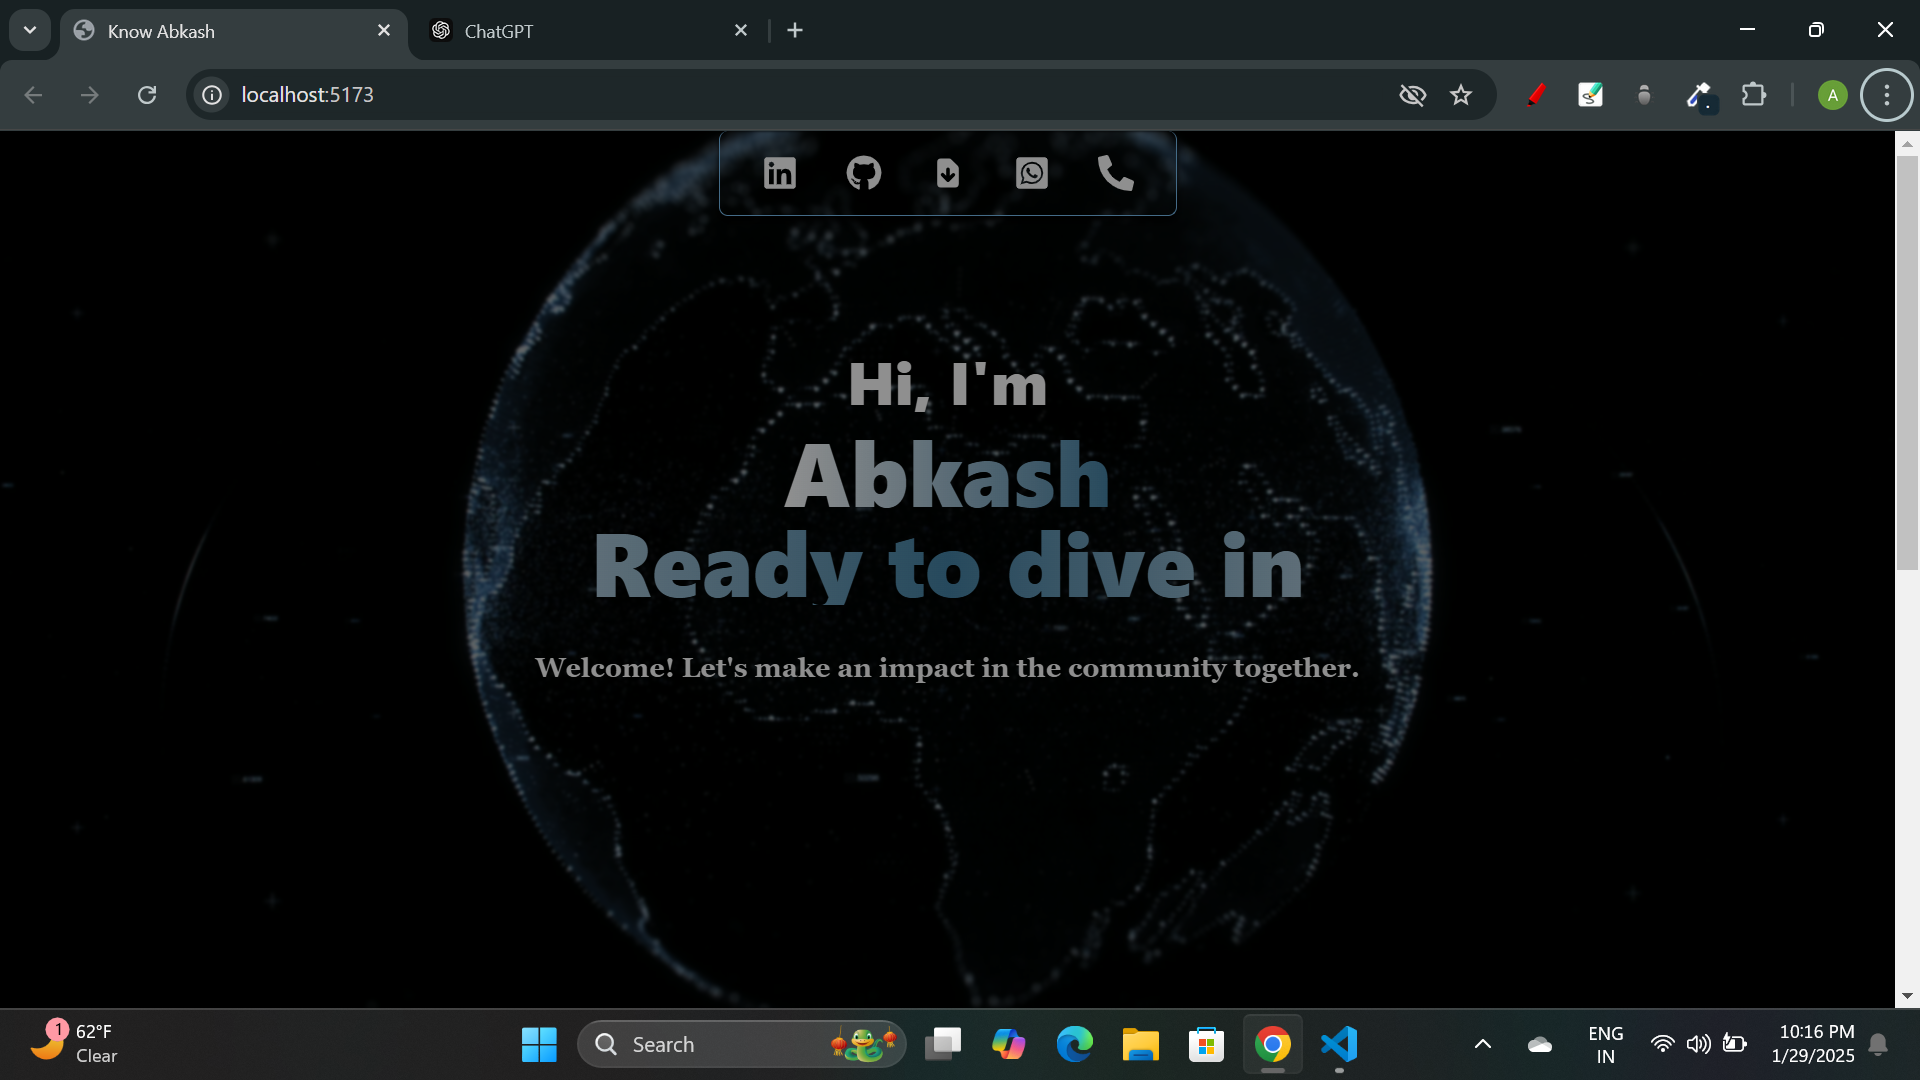 Know Abkash
ChatGPT
localhost:5173
A
in
Hi, I'm
Abkash
Ready to dive in
Welcome! Let's make an impact in the community together.
1
62°F
Clear
Search
ENG
IN
10:16 PM
1/29/2025